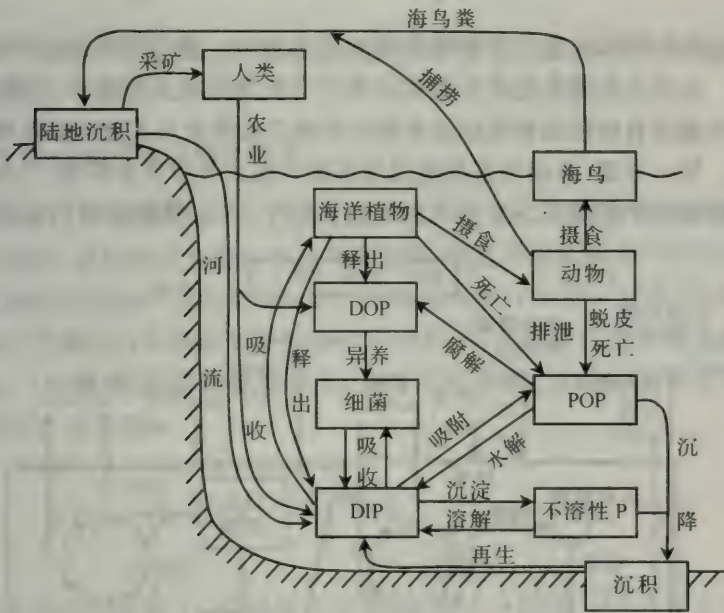 海鸟粪
采矿
人类
捕捞
陆地沉积
农业
海鸟
海洋植物
摄食
摄食
释出
动物
河流
死亡
排泄
蜕皮
死亡
DOP
吸收
释出
异养
腐解
细菌
POP
吸收
吸附
水解
沉降
沉淀
DIP
不溶性 P
溶解
再生
沉积